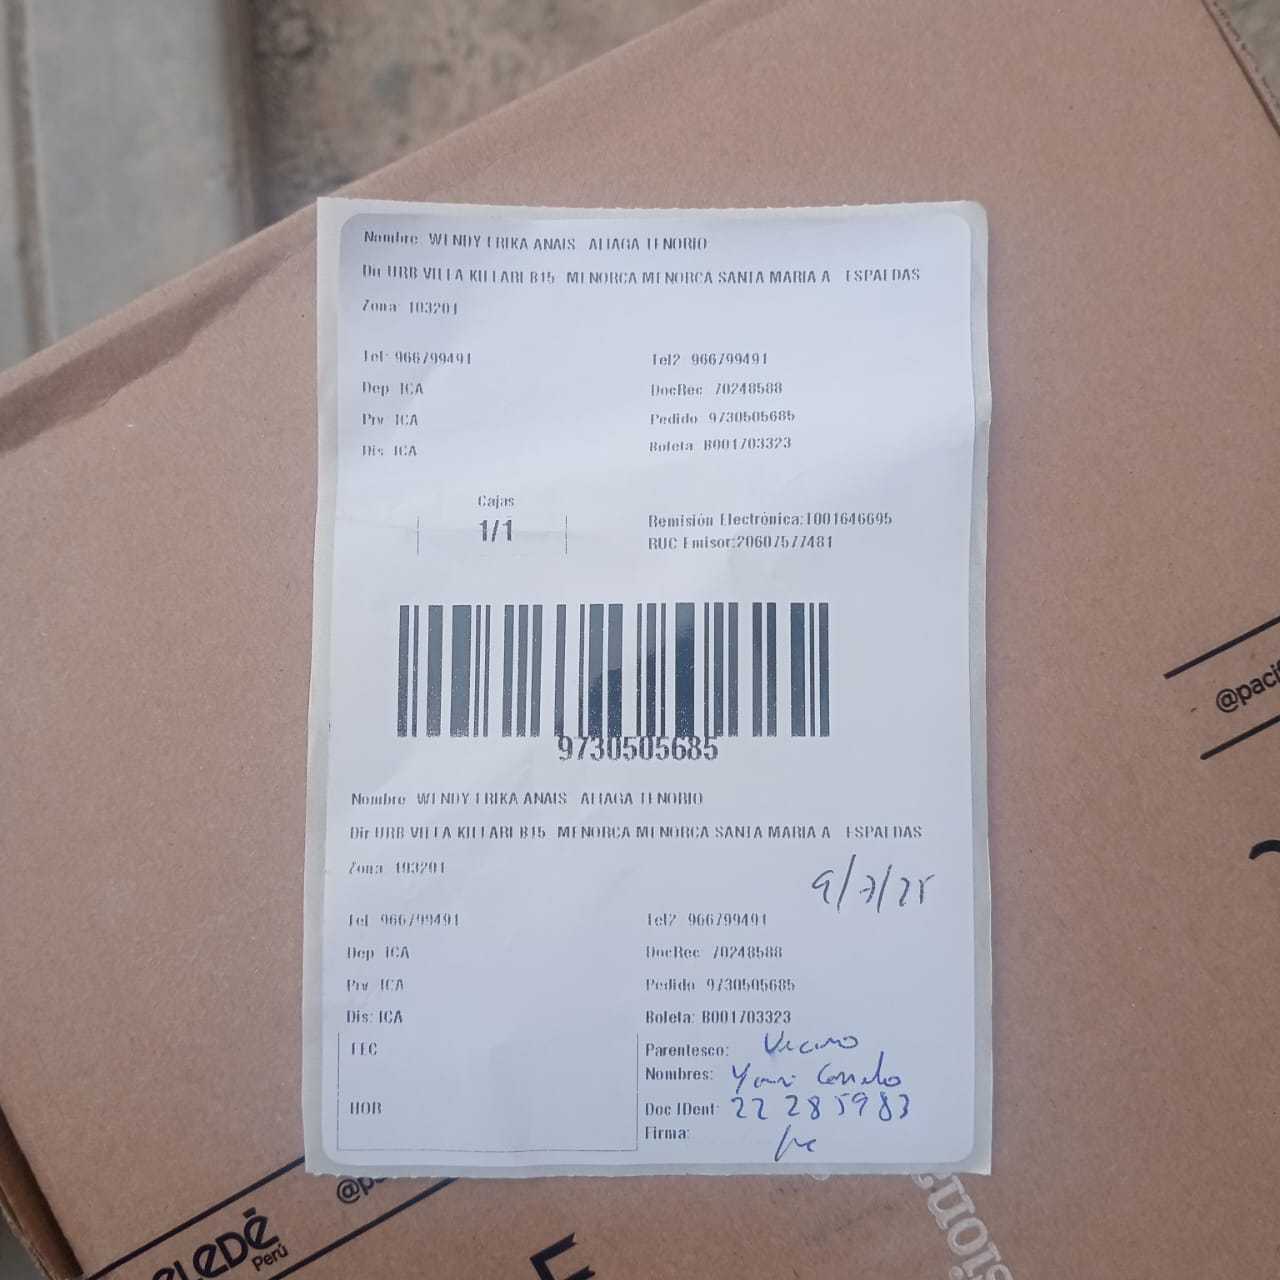 Nombre: WENDY ERIKA ANAIS ALIAGA TENORIO
Dir URB VILLA KILLARI B15 MENORCA MENORCA SANTA MARIA A ESPALDAS
Zona: 103201
Tel: 966799491 Tel2: 966799491
Dep: ICA DocRec: 70248588
Prv: ICA Pedido: 9730505685
Dis: ICA Boleta: B001703323
Cajas
1/1
Remisión Electrónica:T001646695
RUC Emisor:20607577481
9730505685
Nombre: WENDY ERIKA ANAIS ALIAGA TENORIO
Dir URB VILLA KILLARI B15 MENORCA MENORCA SANTA MARIA A ESPALDAS
Zona: 103201
Tel: 966799491 Tel2: 966799491
Dep: ICA DocRec: 70248588
Prv: ICA Pedido: 9730505685
Dis: ICA Boleta: B001703323
FEC
HOR
Parentesco: Vecino
Nombres:
Doc IDent: 22285983
Firma:
@paci
Perú